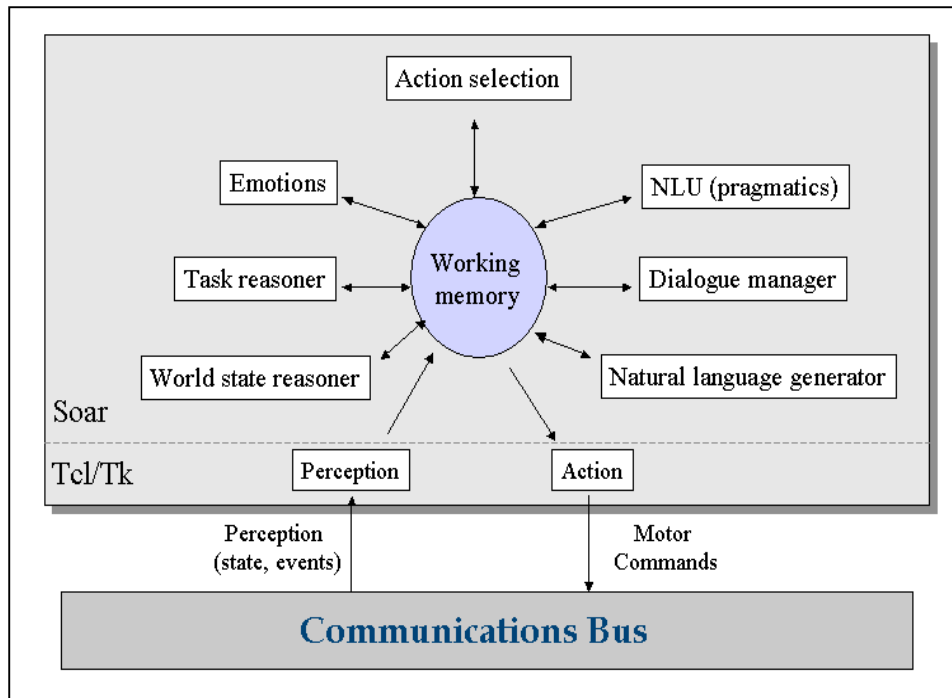 Action selection
Emotions
NLU (pragmatics)
Working
memory
Task reasoner
Dialogue manager
World state reasoner
Natural language generator
Soar
Tcl/Tk
Perception
Action
Perception
(state, events)
Motor
Commands
Communications Bus